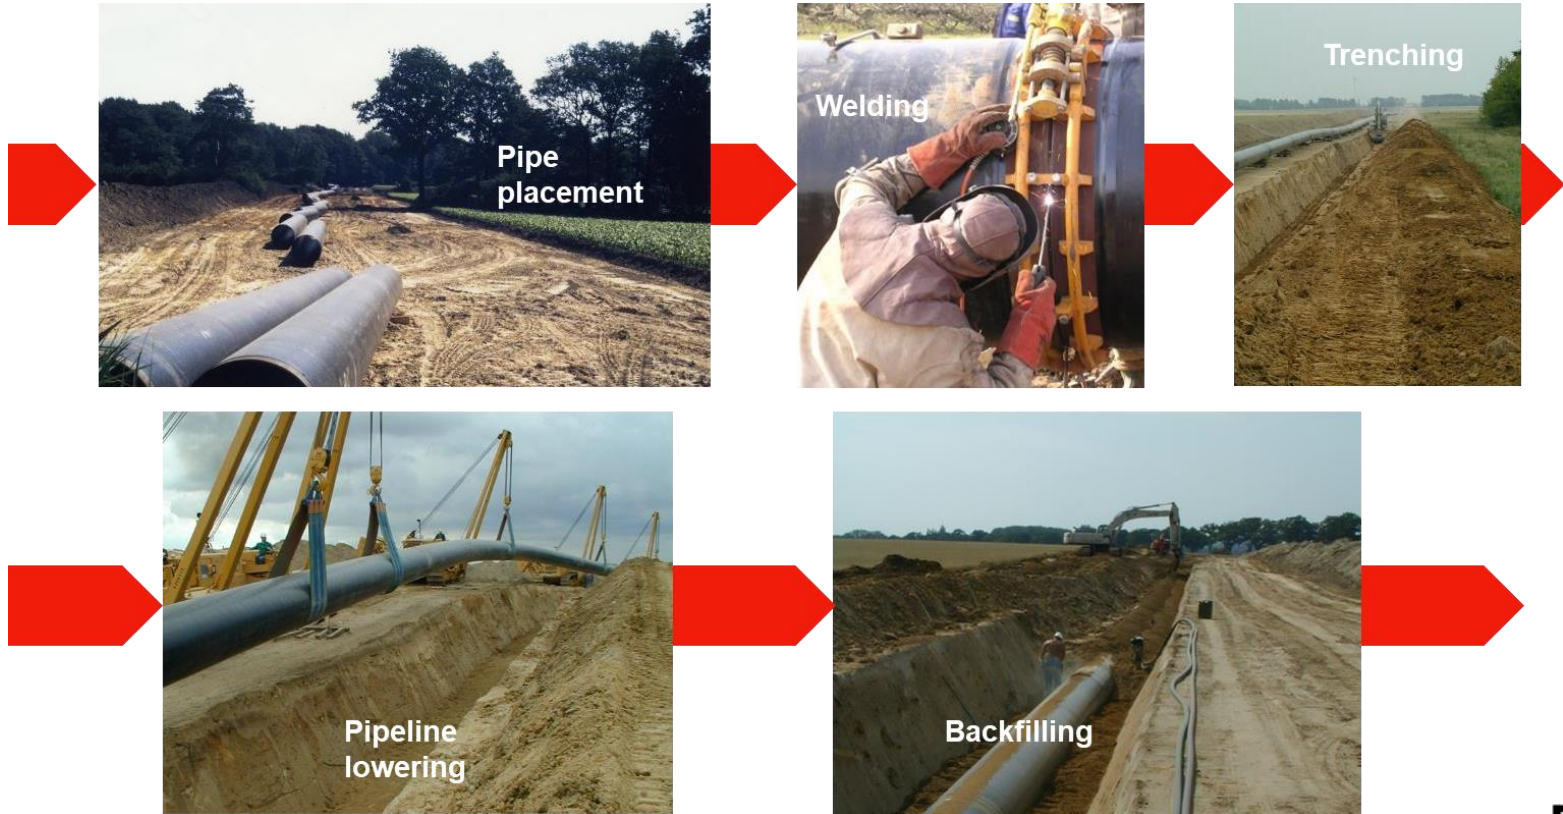 Pipe
placement
Welding
Trenching
Pipeline
lowering
Backfilling